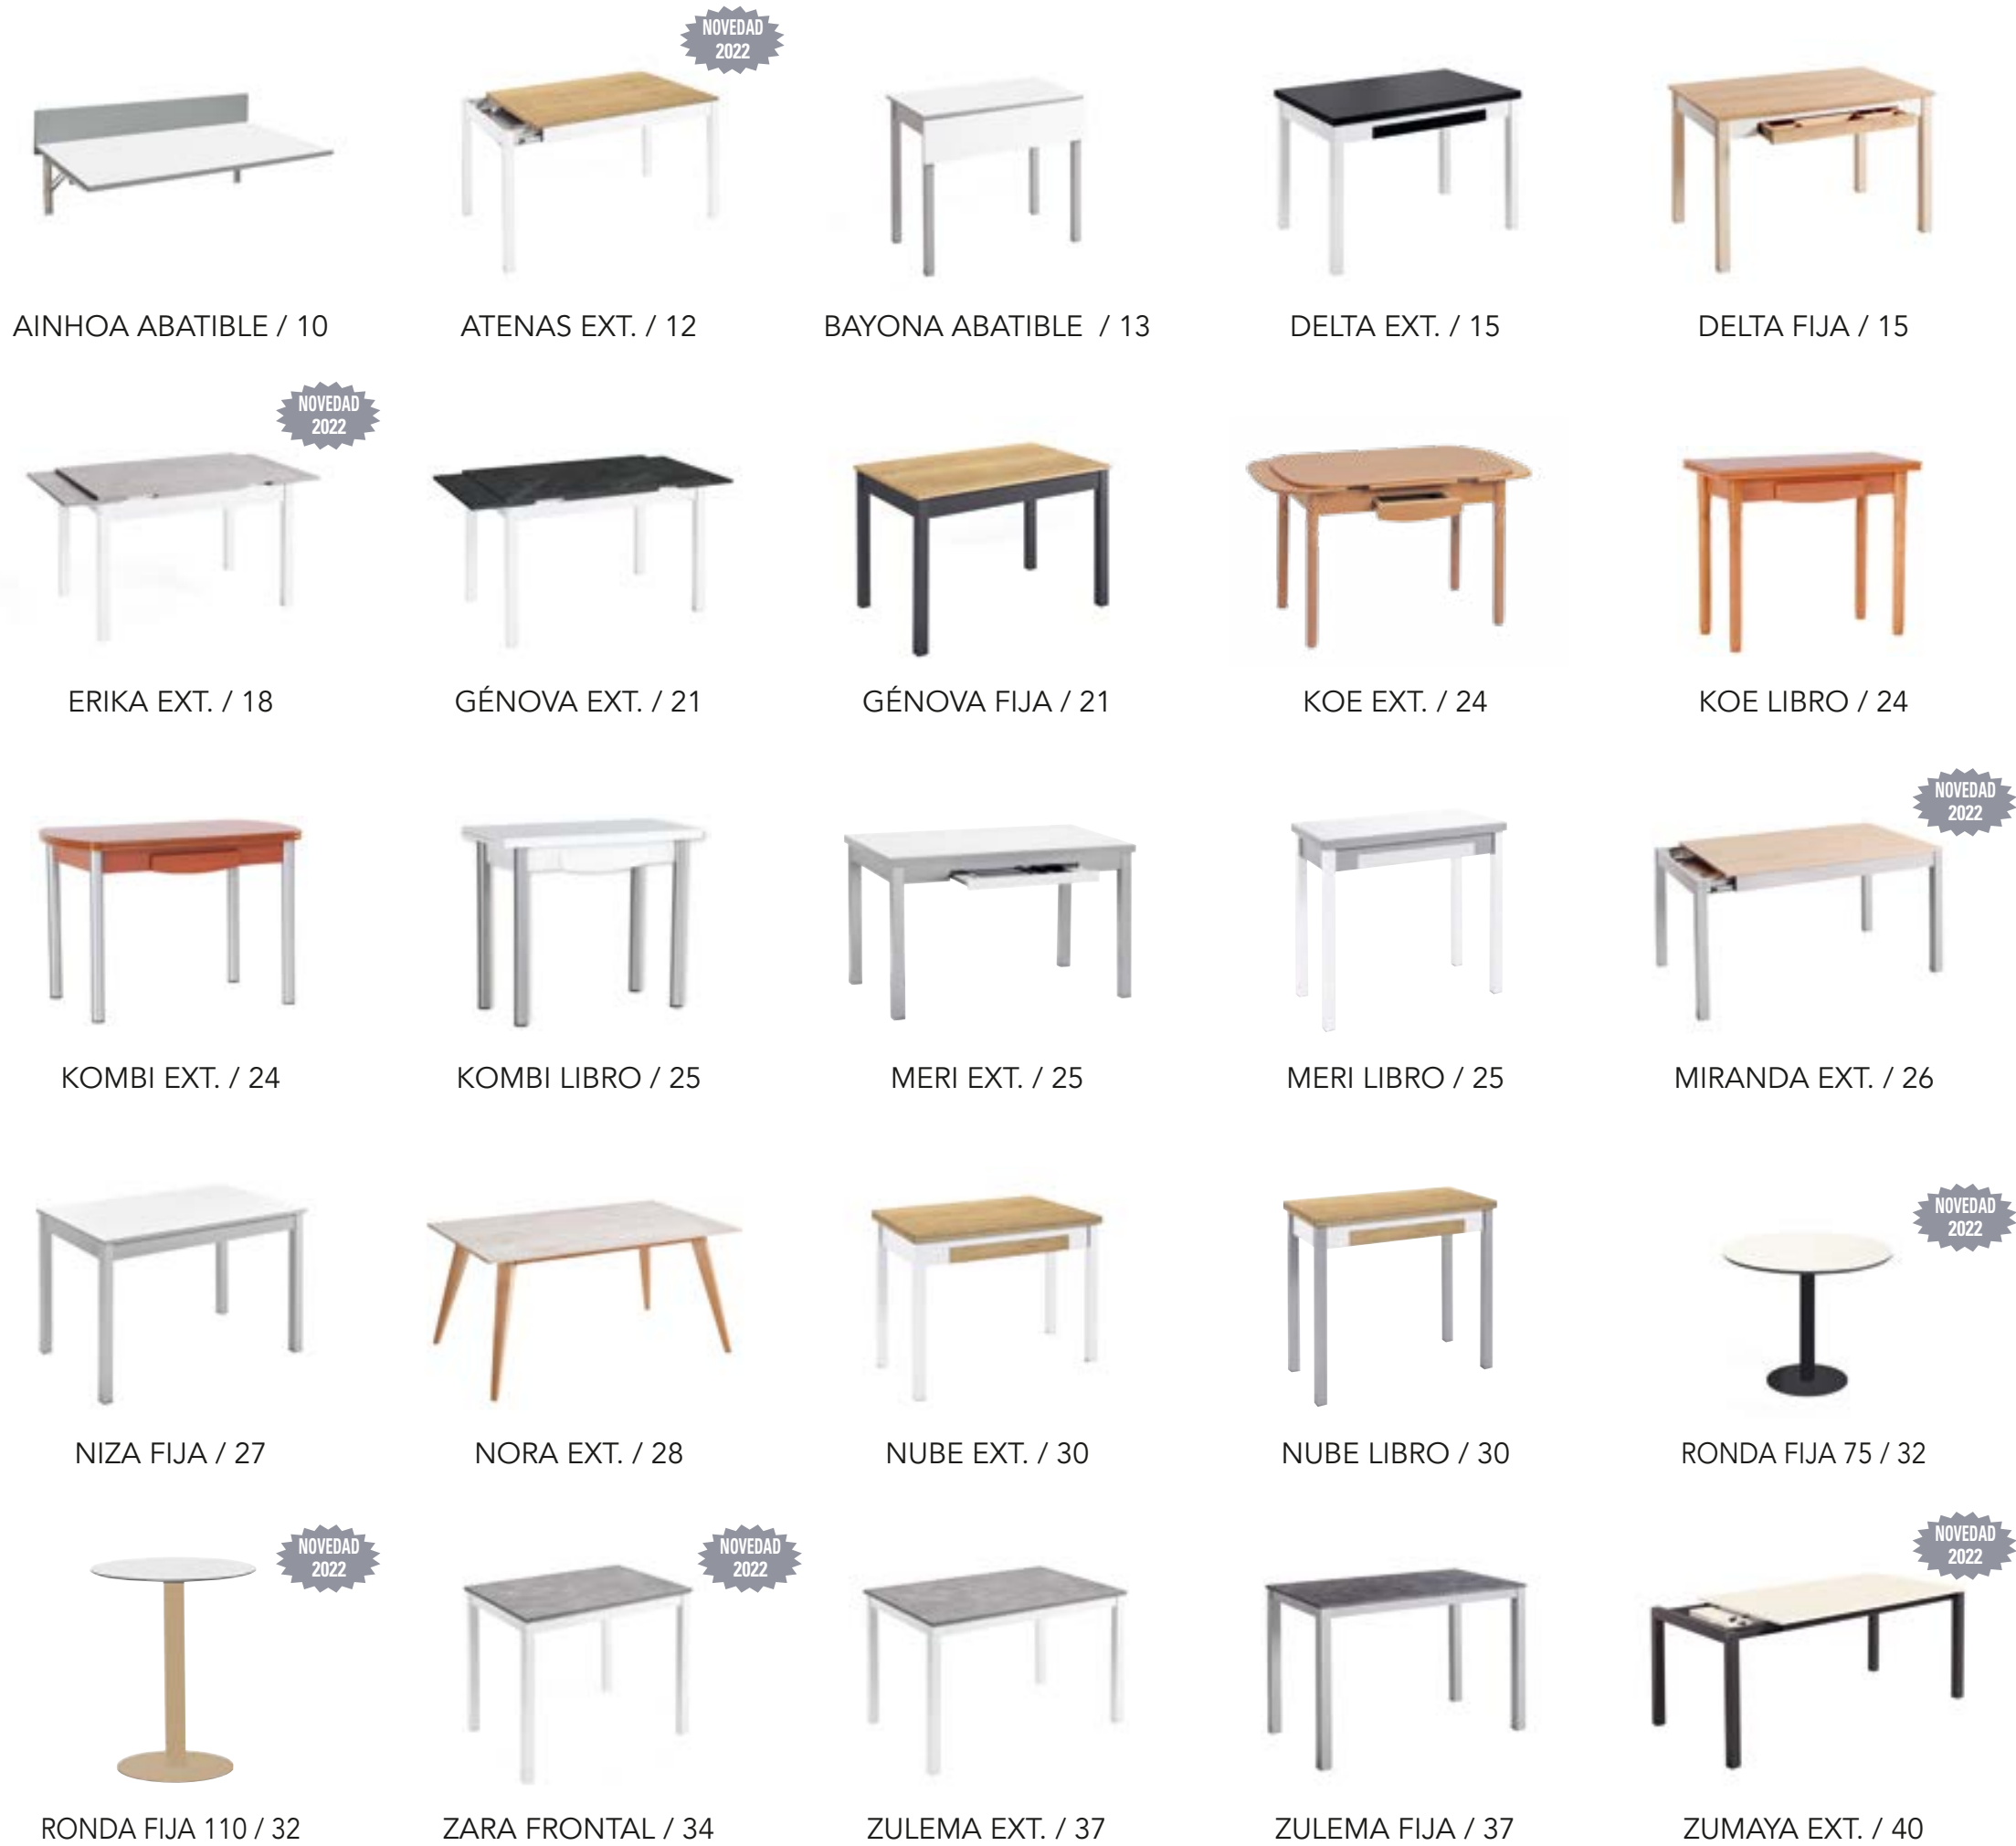 NOVEDAD
2022
AINHOA ABATIBLE / 10
ATENAS EXT. / 12
BAYONA ABATIBLE / 13
DELTA EXT. / 15
DELTA FIJA / 15
NOVEDAD
2022
ERIKA EXT. / 18
GÉNOVA EXT. / 21
GÉNOVA FIJA / 21
KOE EXT. / 24
KOE LIBRO / 24
NOVEDAD
2022
KOMBI EXT. / 24
KOMBI LIBRO / 25
MERI EXT. / 25
MERI LIBRO / 25
MIRANDA EXT. / 26
NOVEDAD
2022
NIZA FIJA / 27
NORA EXT. / 28
NUBE EXT. / 30
NUBE LIBRO / 30
RONDA FIJA 75 / 32
NOVEDAD
2022
NOVEDAD
2022
NOVEDAD
2022
RONDA FIJA 110 / 32
ZARA FRONTAL / 34
ZULEMA EXT. / 37
ZULEMA FIJA / 37
ZUMAYA EXT. / 40